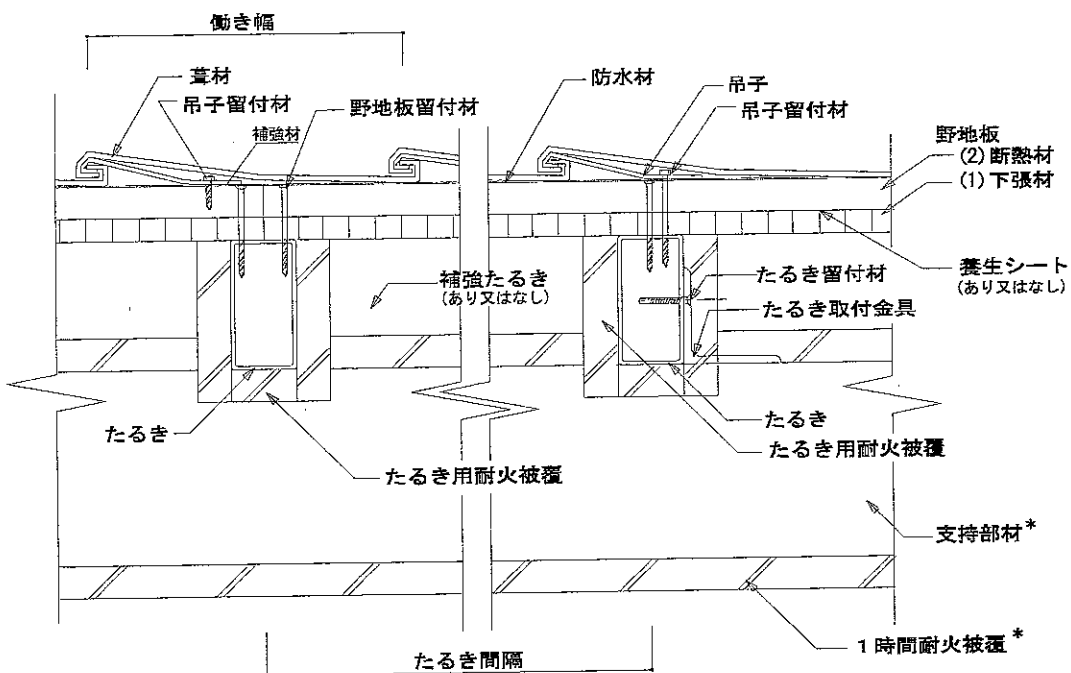 働き幅
葺材
吊子留付材
補強材
野地板留付材
防水材
吊子
吊子留付材
野地板
(2)断熱材
(1)下張材
養生シート
(あり又はなし)
補強たるき
(あり又はなし)
たるき留付材
たるき取付金具
たるき
たるき用耐火被覆
たるき
たるき用耐火被覆
支持部材*
1時間耐火被覆*
たるき間隔